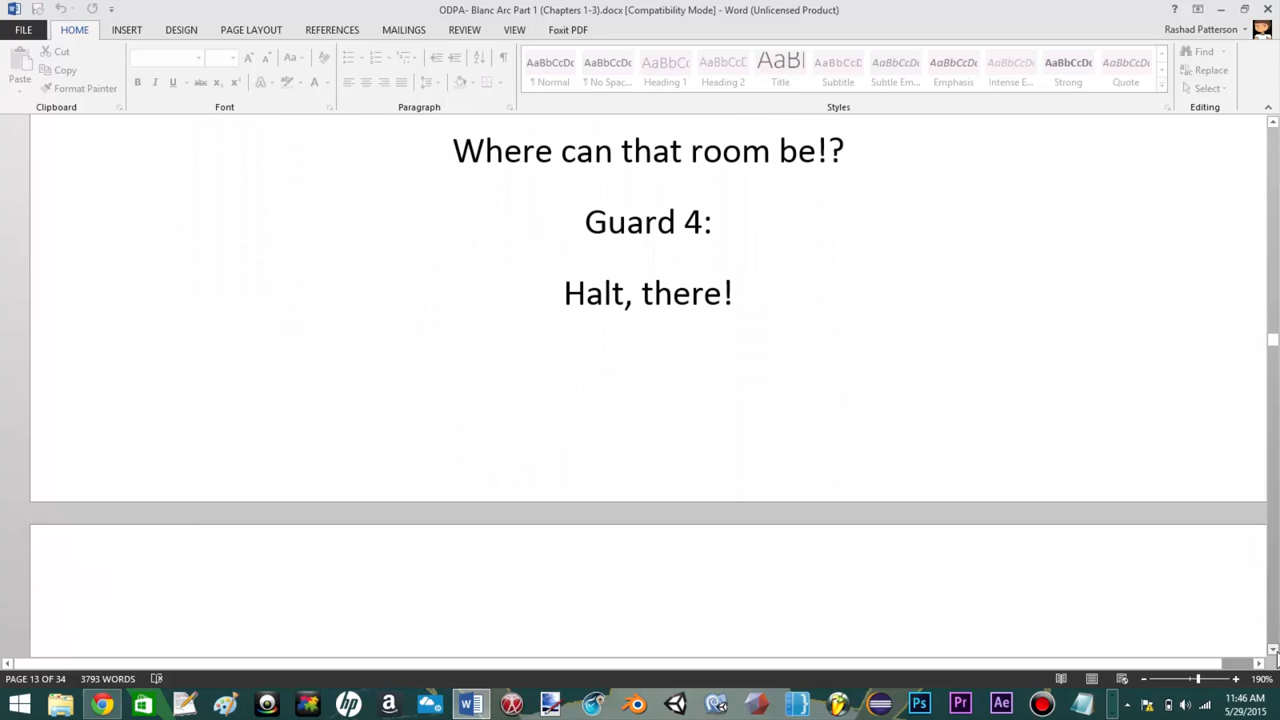 ODPA- Blanc Arc Part 1 (Chapters 1-3).docx [Compatibility Mode] - Word (Unlicensed Product)
FILE HOME INSERT DESIGN PAGE LAYOUT REFERENCES MAILINGS REVIEW VIEW Foxit PDF Rashad Patterson
Paste Cut Copy Format Painter
Clipboard Font Paragraph Styles Editing
AaBbCcDc AaBbCcDc AaBbCc AaBbCcC AaBl AaBbCcD AaBbCcDc AaBbCcDc AaBbCcDc AaBbCcDc AaBbCcDc
¶ Normal ¶ No Spac... Heading 1 Heading 2 Title Subtitle Subtle Em... Emphasis Intense E... Strong Quote
Find
Replace
Select
Where can that room be!?
Guard 4:
Halt, there!
PAGE 13 OF 34 3793 WORDS 190%
11:46 AM
5/29/2015